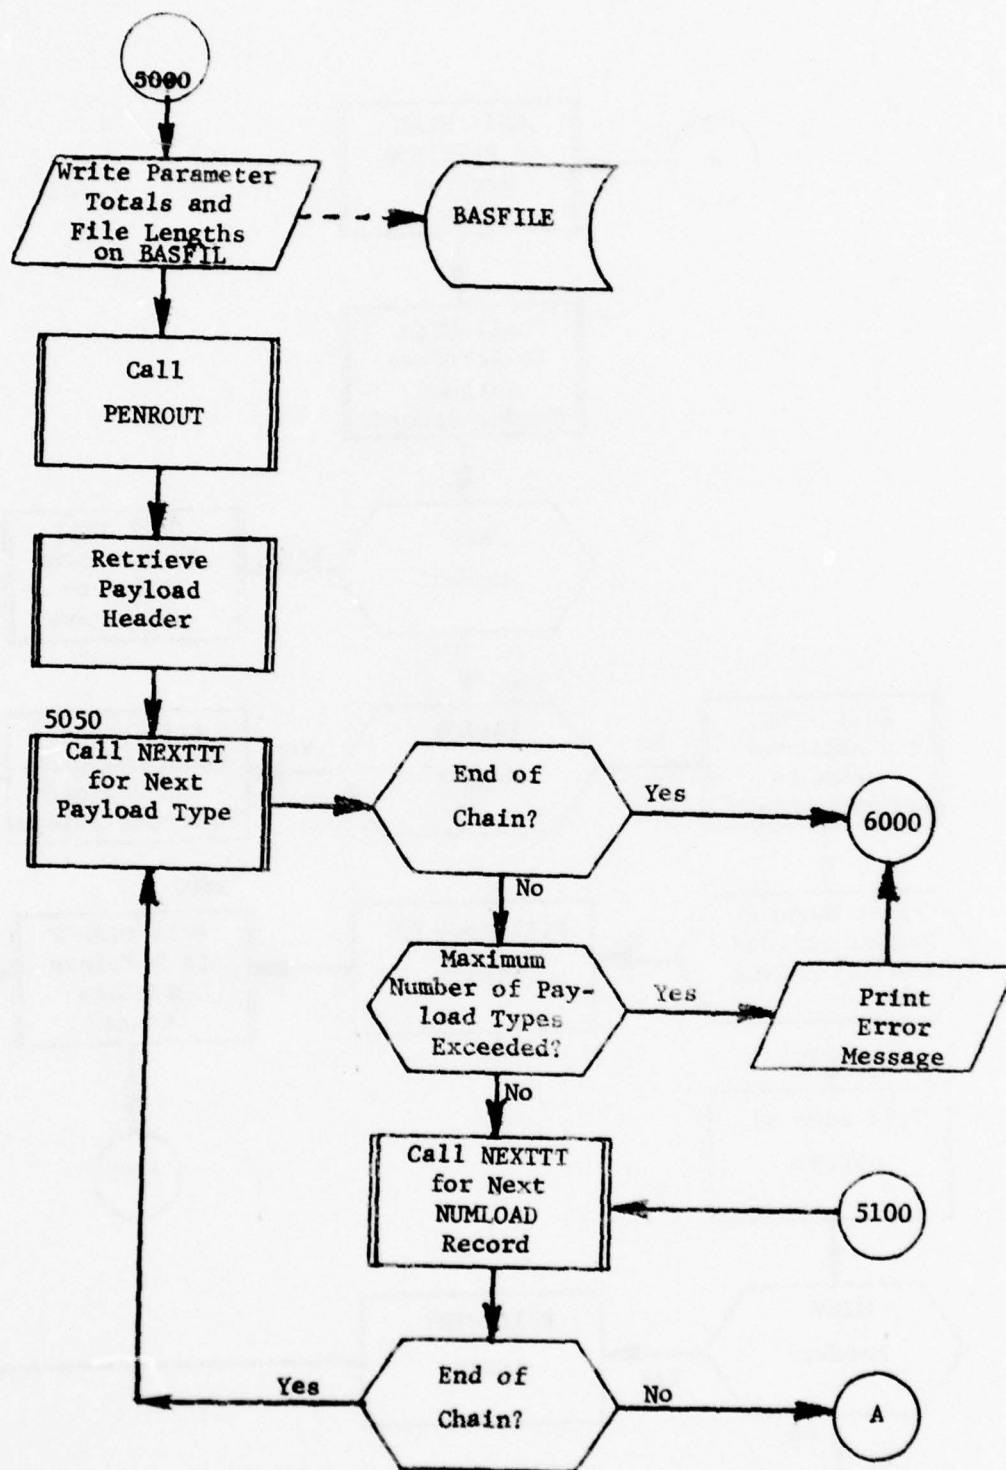 5000
Write Parameter
Totals and
File Lengths
on BASFIL
BASFILE
Call
PENROUT
Retrieve
Payload
Header
5050
Call NEXTTT
for Next
Payload Type
End of
Chain?
Yes
6000
No
Maximum
Number of Pay-
load Types
Exceeded?
Yes
Print
Error
Message
No
Call NEXTTT
for Next
NUMLOAD
Record
5100
End of
Chain?
Yes
No
A